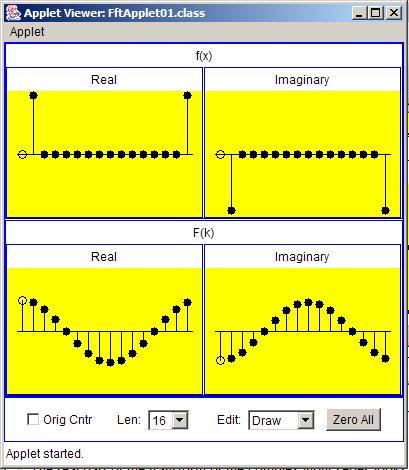 Applet Viewer: FftApplet01.class
Applet
f(x)
Real Imaginary
F(k)
Real Imaginary
Orig Cntr Len: 16 Edit: Draw Zero All
Applet started.